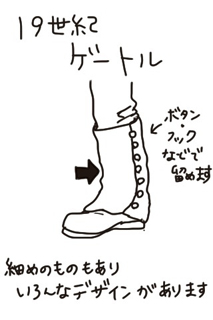 19世紀
ゲートル
ボタン
・
フック
などで
留めます
細めのものもあり
いろんなデザインがあります